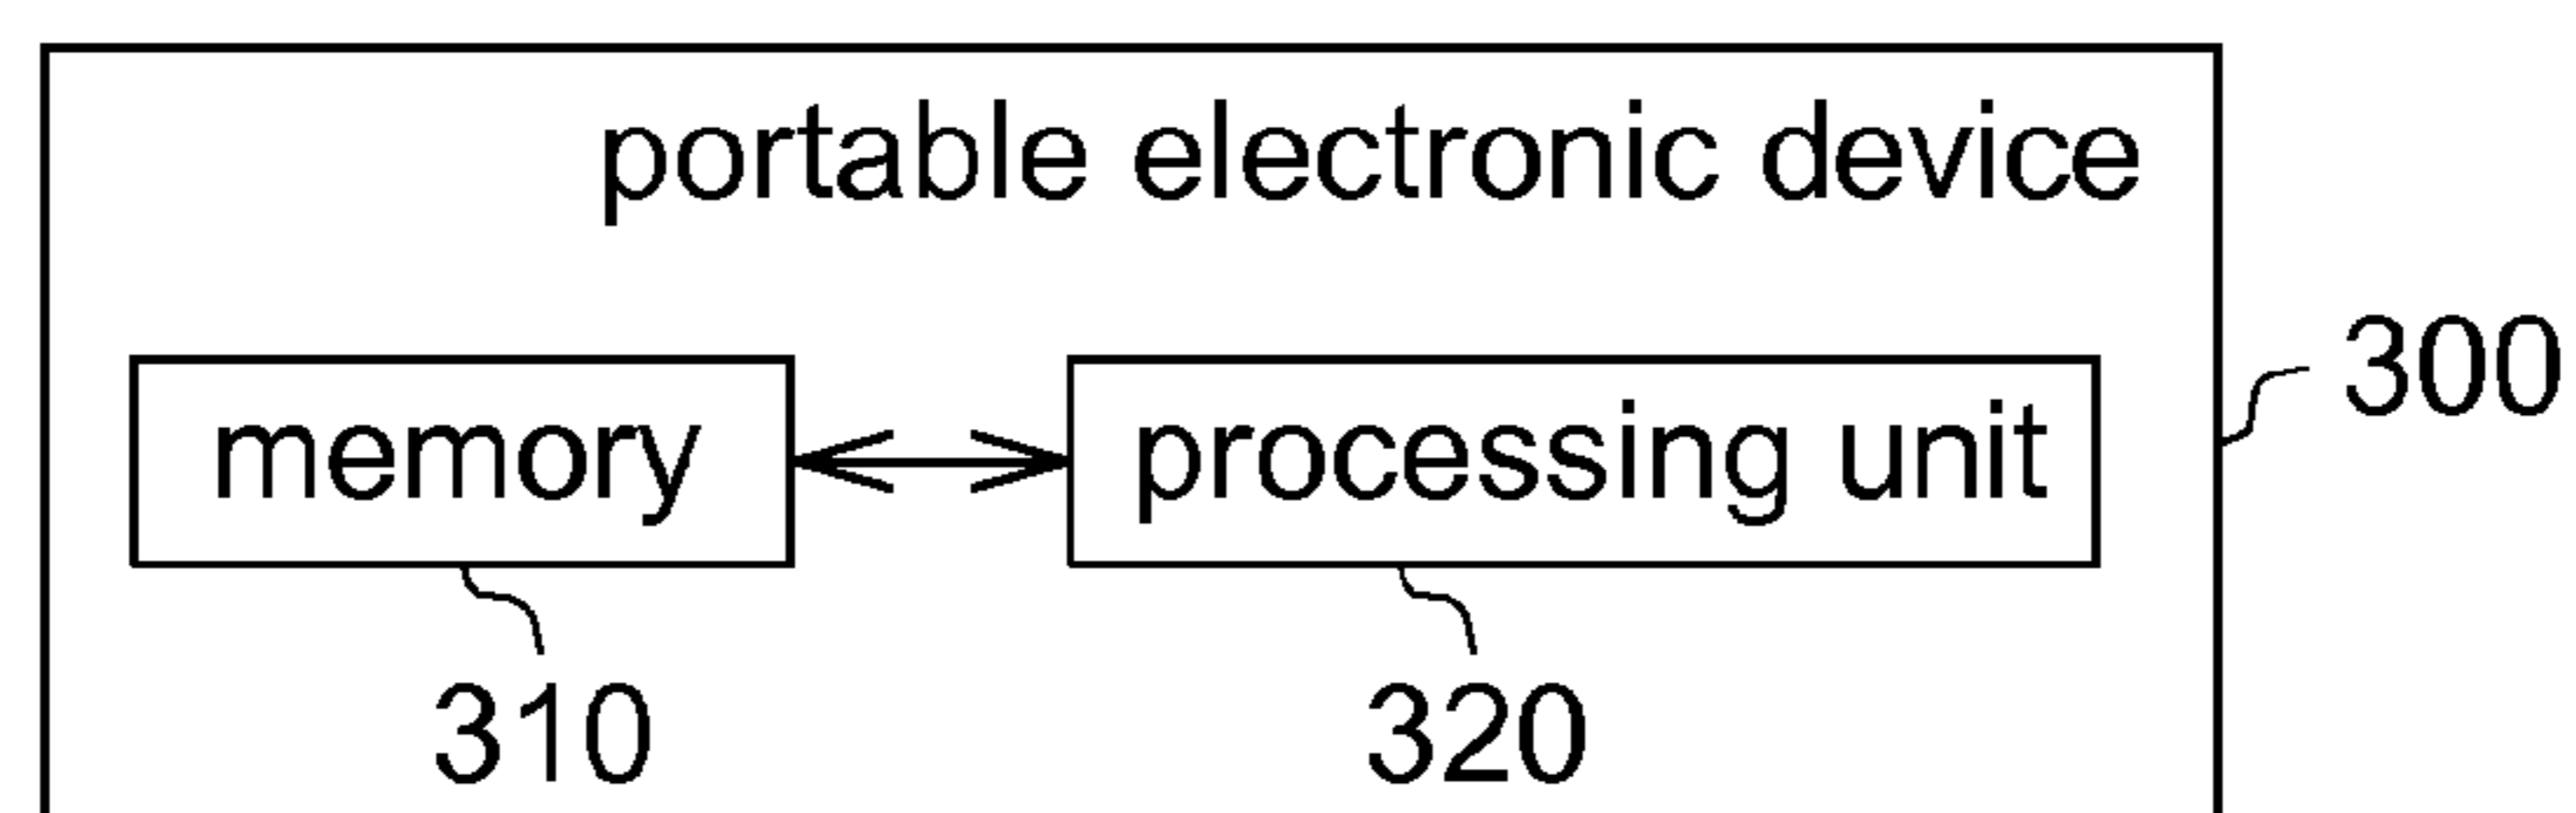 portable electronic device
300
memory
processing unit
310
320